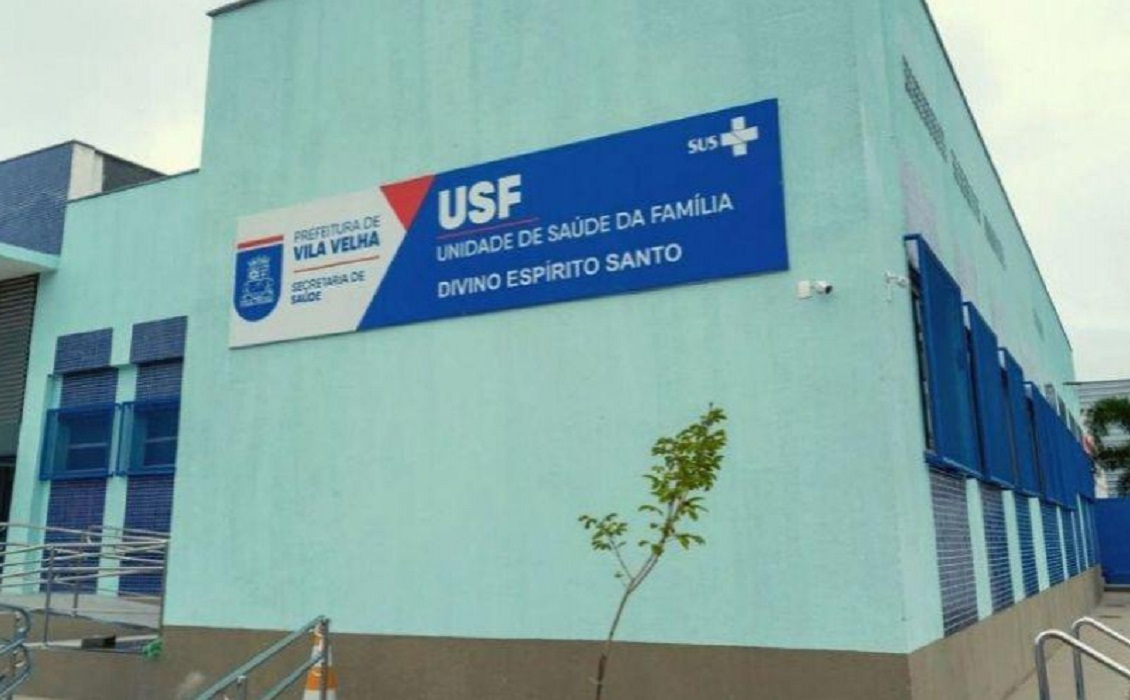 PREFEITURA DE
VILA VELHA
SECRETARIA DE
SAÚDE
USF
UNIDADE DE SAÚDE DA FAMÍLIA
DIVINO ESPÍRITO SANTO
SUS